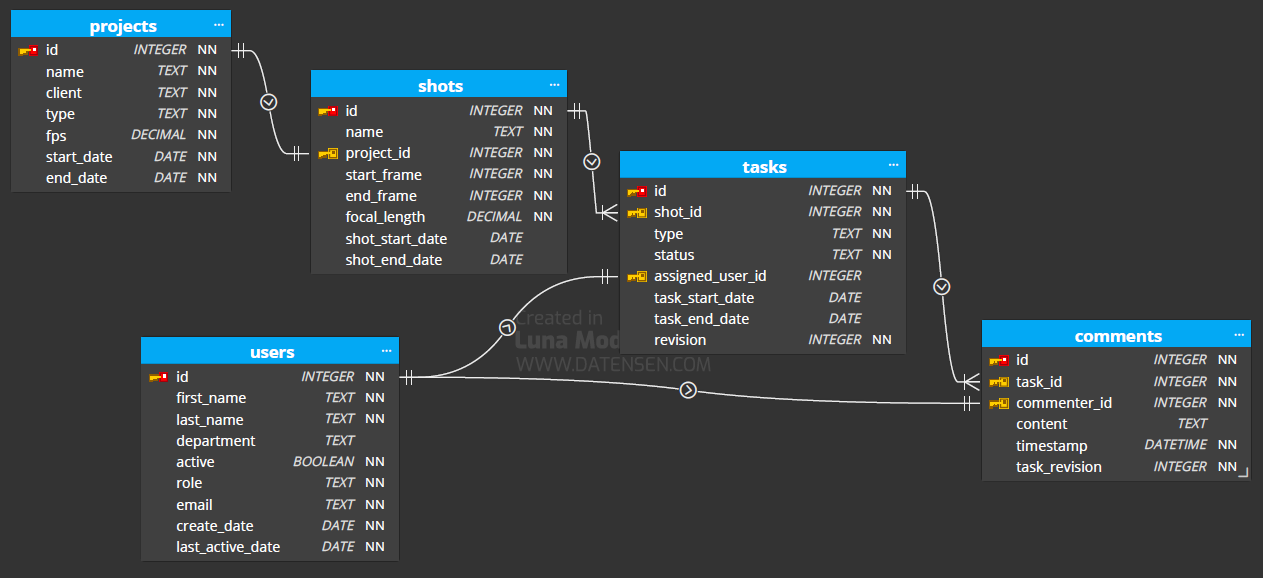 projects ...
id INTEGER NN
name TEXT NN
client TEXT NN
type TEXT NN
fps DECIMAL NN
start_date DATE NN
end_date DATE NN
shots ...
id INTEGER NN
name TEXT NN
project_id INTEGER NN
start_frame INTEGER NN
end_frame INTEGER NN
focal_length DECIMAL NN
shot_start_date DATE
shot_end_date DATE
tasks ...
id INTEGER NN
shot_id INTEGER NN
type TEXT NN
status TEXT NN
assigned_user_id INTEGER
task_start_date DATE
task_end_date DATE
revision INTEGER NN
Created in
Luna
WWW.DATENSEN.COM
users ...
id INTEGER NN
first_name TEXT NN
last_name TEXT NN
department TEXT
active BOOLEAN NN
role TEXT NN
email TEXT NN
create_date DATE NN
last_active_date DATE NN
comments ...
id INTEGER NN
task_id INTEGER NN
commenter_id INTEGER NN
content TEXT
timestamp DATETIME NN
task_revision INTEGER NN